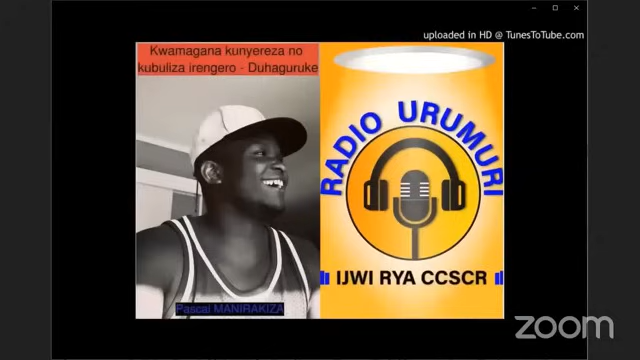 uploaded in HD @ TunesToTube.com
Kwamagana kunyereza no
kubuliza irengero - Duhaguruke
RADIO URUMURI
IJWI RYA CCSCR
Pascal MANIRAKIZA
zoom